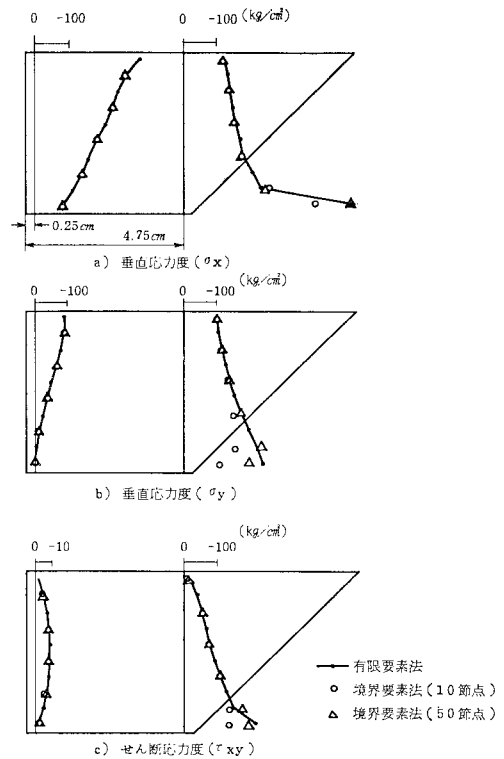 0 -100 0 -100 (kg/cm²)
0.25cm
4.75cm
a) 垂直応力度(σx)
(kg/cm²)
0 -100 0 -100
b) 垂直応力度(σy)
(kg/cm²)
0 -10 0 -100
有限要素法
境界要素法(10節点)
境界要素法(50節点)
c) せん断応力度(τxy)